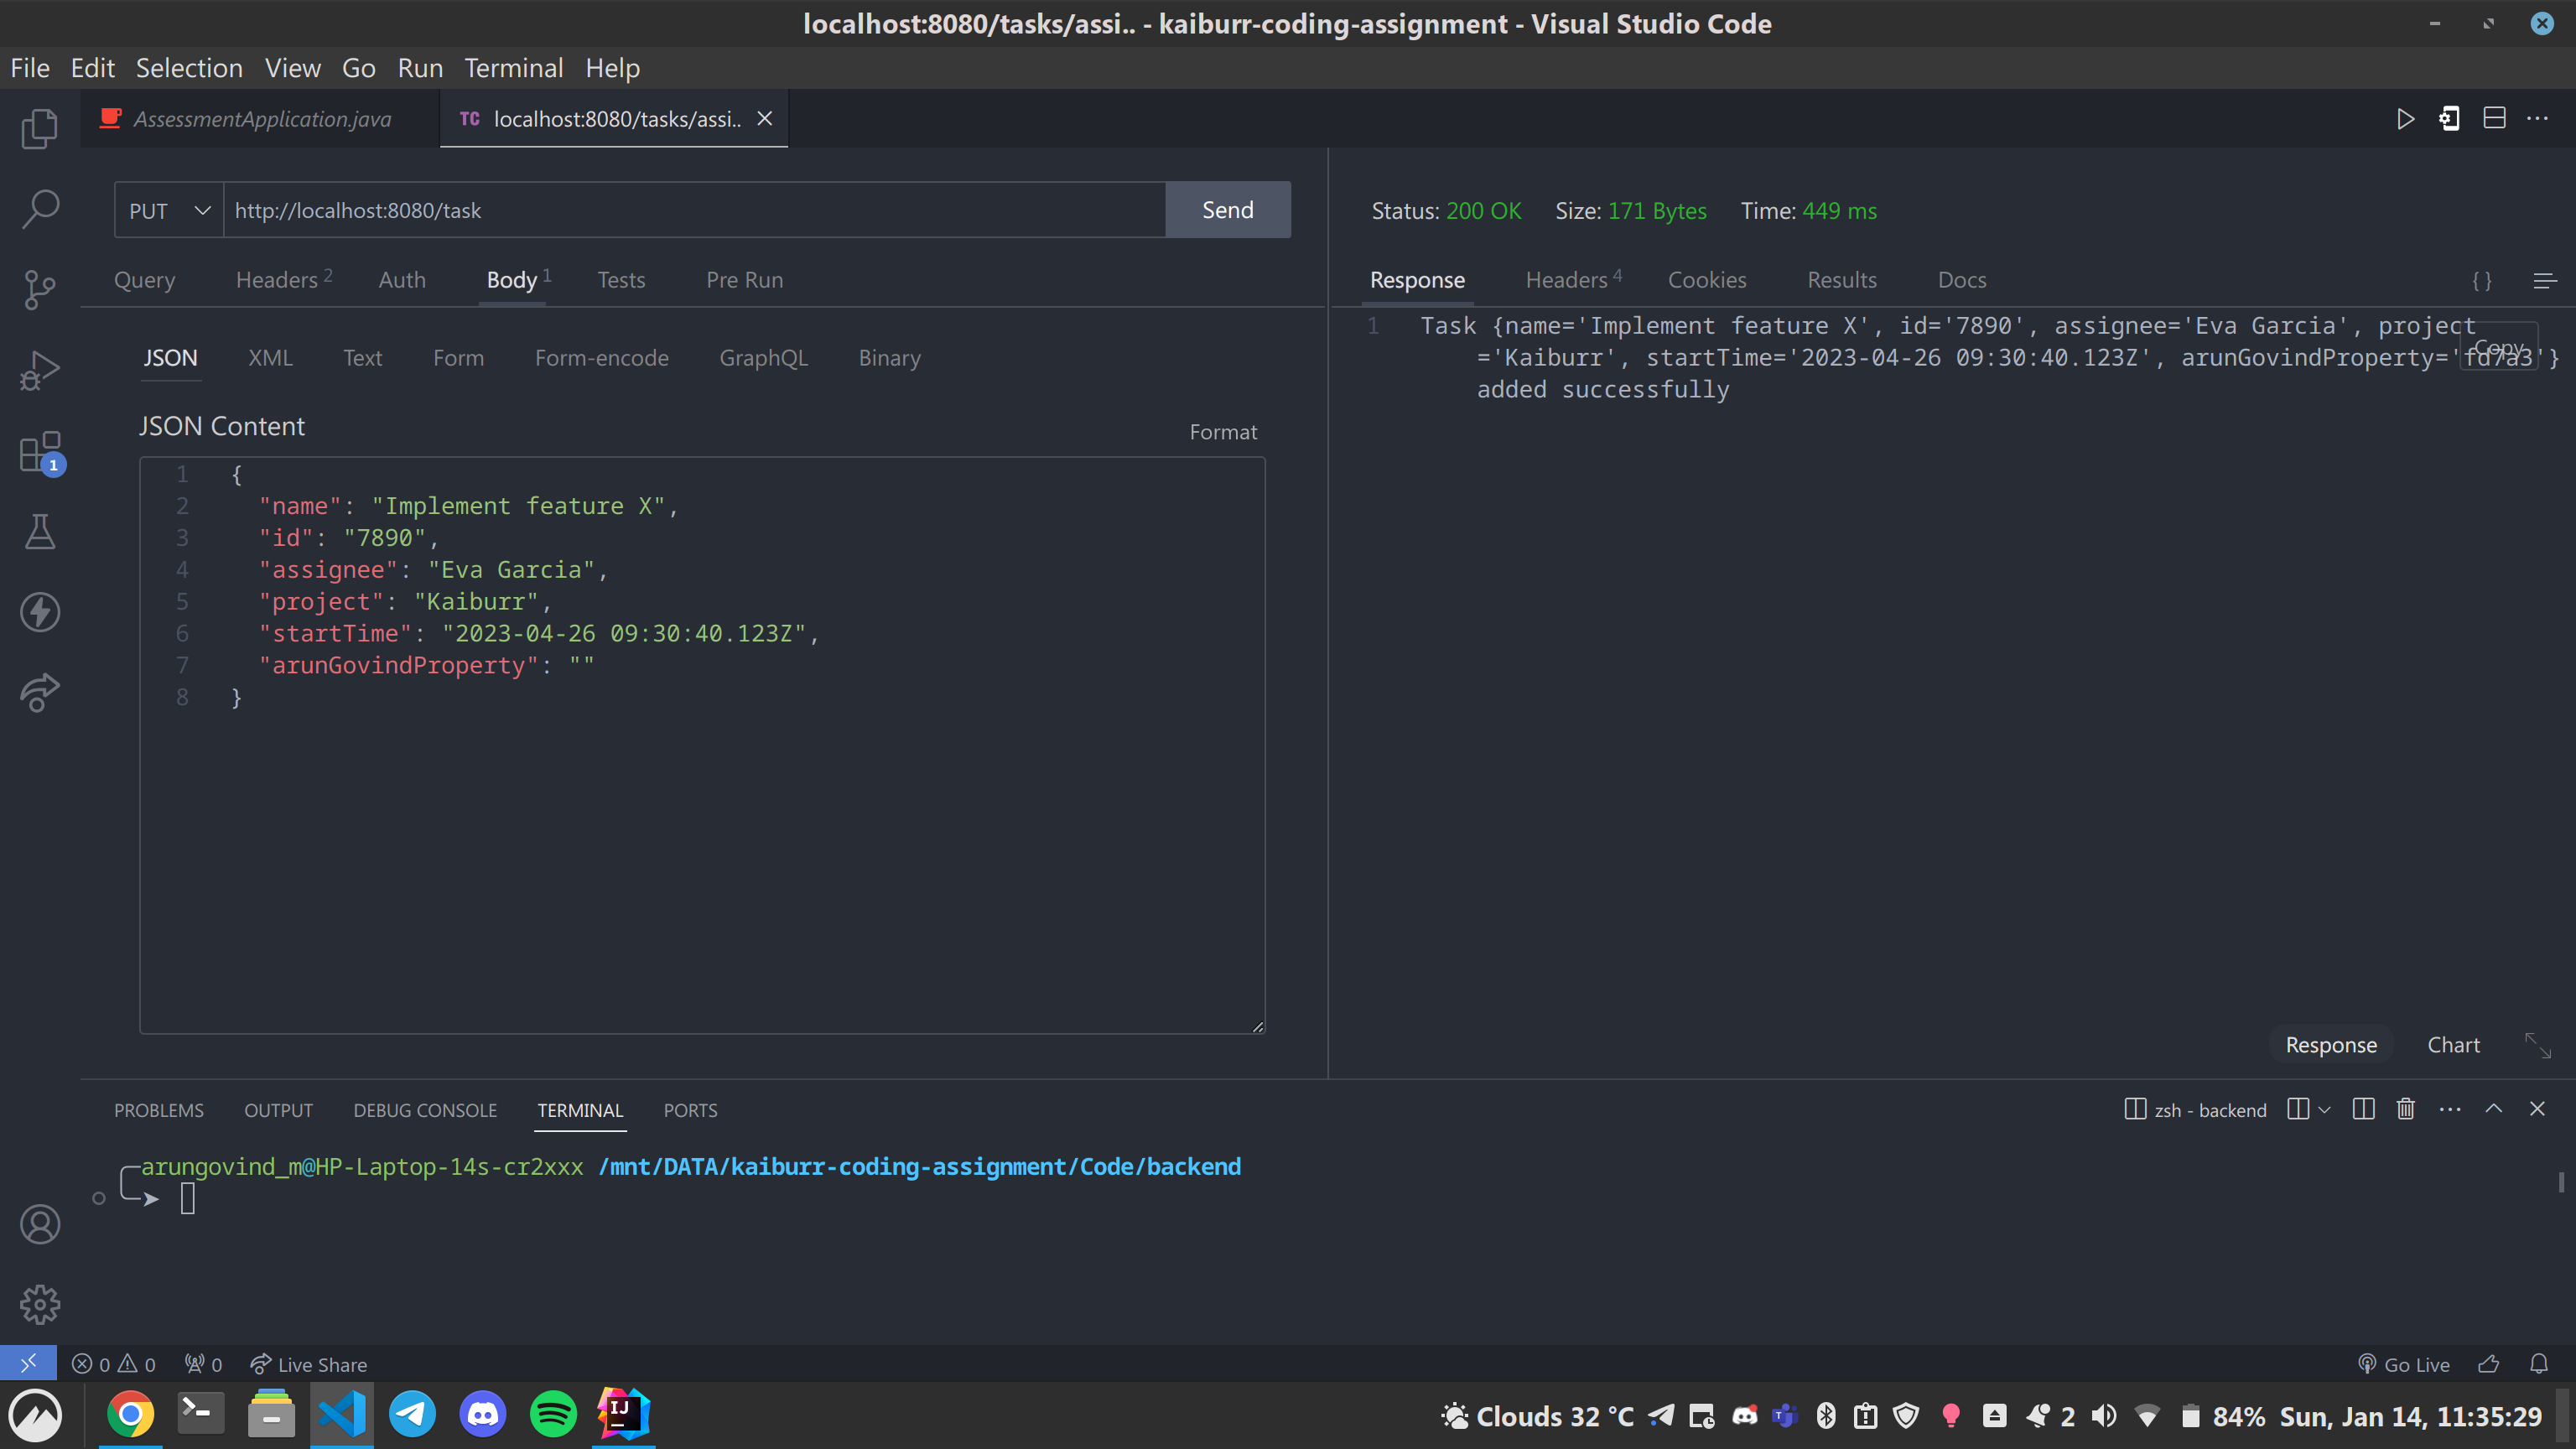 localhost:8080/tasks/assi.. - kaiburr-coding-assignment - Visual Studio Code
File Edit Selection View Go Run Terminal Help
AssessmentApplication.java
TC localhost:8080/tasks/assi..
PUT http://localhost:8080/task Send
Query Headers 2 Auth Body 1 Tests Pre Run
JSON XML Text Form Form-encode GraphQL Binary
JSON Content
Format
1 {
2 "name": "Implement feature X",
3 "id": "7890",
4 "assignee": "Eva Garcia",
5 "project": "Kaiburr",
6 "startTime": "2023-04-26 09:30:40.123Z",
7 "arunGovindProperty": ""
8 }
Status: 200 OK Size: 171 Bytes Time: 449 ms
Response Headers 4 Cookies Results Docs { }
1 Task {name='Implement feature X', id='7890', assignee='Eva Garcia', project
='Kaiburr', startTime='2023-04-26 09:30:40.123Z', arunGovindProperty='fd7a3'}
added successfully
Copy
Response Chart
PROBLEMS OUTPUT DEBUG CONSOLE TERMINAL PORTS
zsh - backend
arungovind_m@HP-Laptop-14s-cr2xxx /mnt/DATA/kaiburr-coding-assignment/Code/backend
1
0 0 0 Live Share
Go Live
IJ
Clouds 32 °C
T
2
84%
Sun, Jan 14, 11:35:29